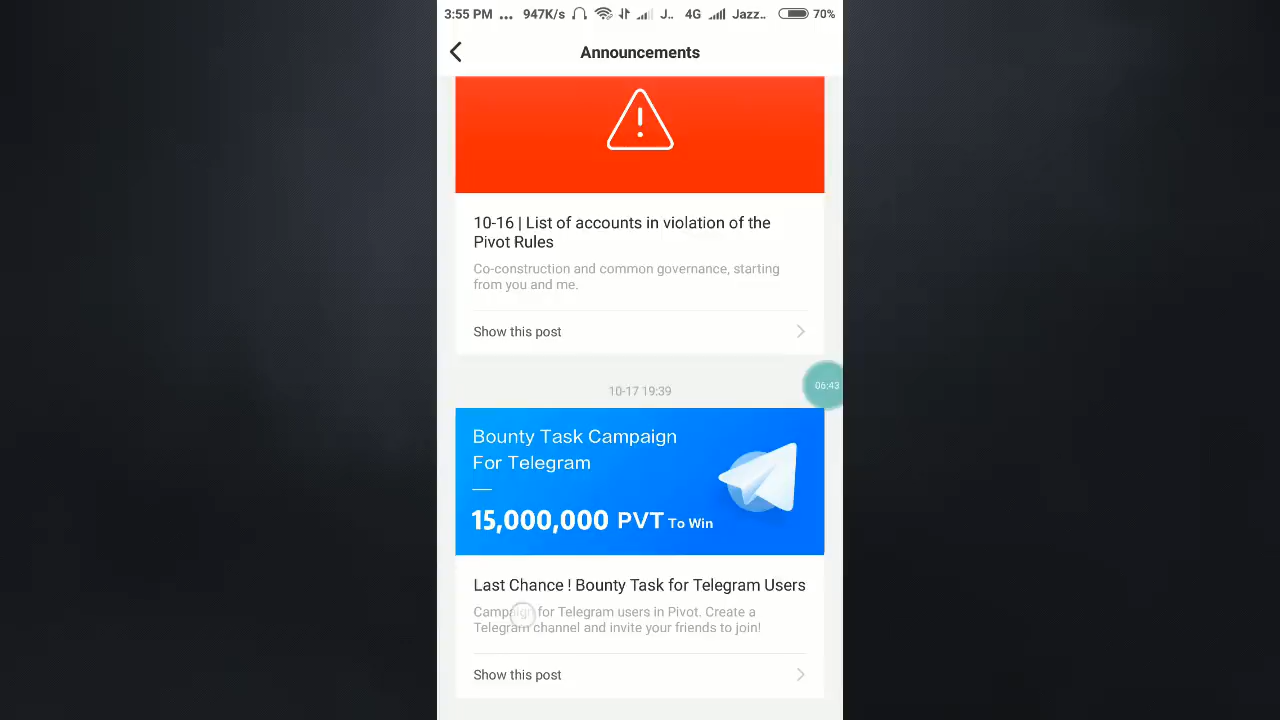 3:55 PM ... 947K/s J.. 4G Jazz.. 70%
Announcements
10-16 | List of accounts in violation of the
Pivot Rules
Co-construction and common governance, starting
from you and me.
Show this post
10-17 19:39
06:43
Bounty Task Campaign
For Telegram
15,000,000 PVT To Win
Last Chance ! Bounty Task for Telegram Users
Campaign for Telegram users in Pivot. Create a
Telegram channel and invite your friends to join!
Show this post